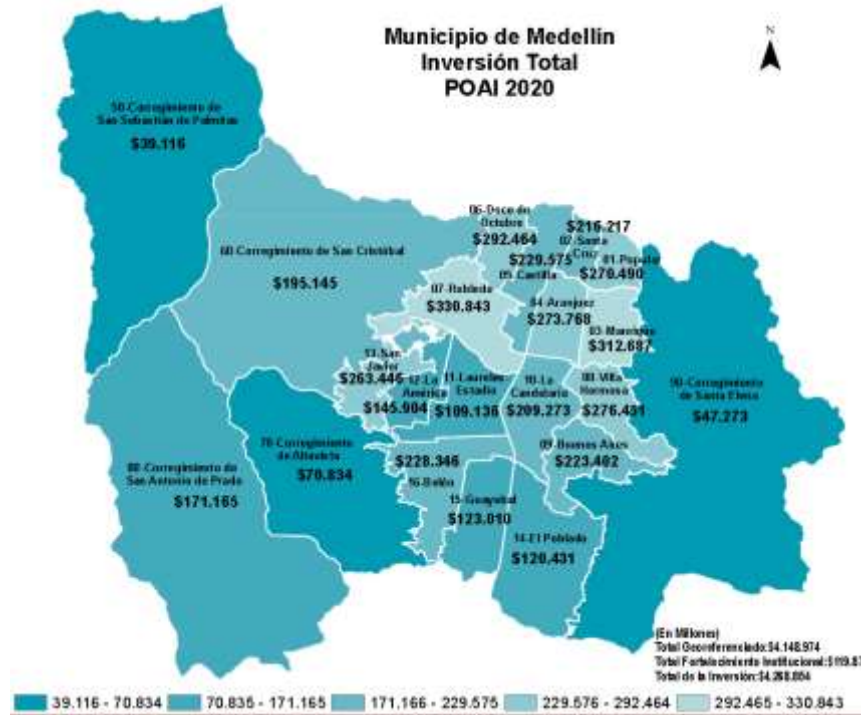 Municipio de Medellín
Inversión Total
POAI 2020
N
50-Corregimiento de
San Sebastián de Palmitas
$39.116
60-Corregimiento de San Cristóbal
$195.145
06-Doce de
Octubre
$292.464
$216.217
02-Santa
Cruz
$229.575
05-Castilla
01-Popular
$270.490
07-Robledo
$330.843
04-Aranjuez
$273.768
03-Manrique
$312.687
13-San
Javier
$263.446
12-La
América
$145.904
11-Laureles
Estadio
$109.136
10-La
Candelaria
$209.273
08-Villa
Hermosa
$276.431
90-Corregimiento
de Santa Elena
$47.273
70-Corregimiento
de Altavista
$70.834
80-Corregimiento de
San Antonio de Prado
$171.165
$228.346
16-Belén
09-Buenos Aires
$223.402
15-Guayabal
$123.010
14-El Poblado
$120.431
(En Millones)
Total Georeferenciado:$4.148.974
Total Fortalecimiento Institucional:
Total de la Inversión:
39.116 - 70.834
70.835 - 171.165
171.166 - 229.575
229.576 - 292.464
292.465 - 330.843